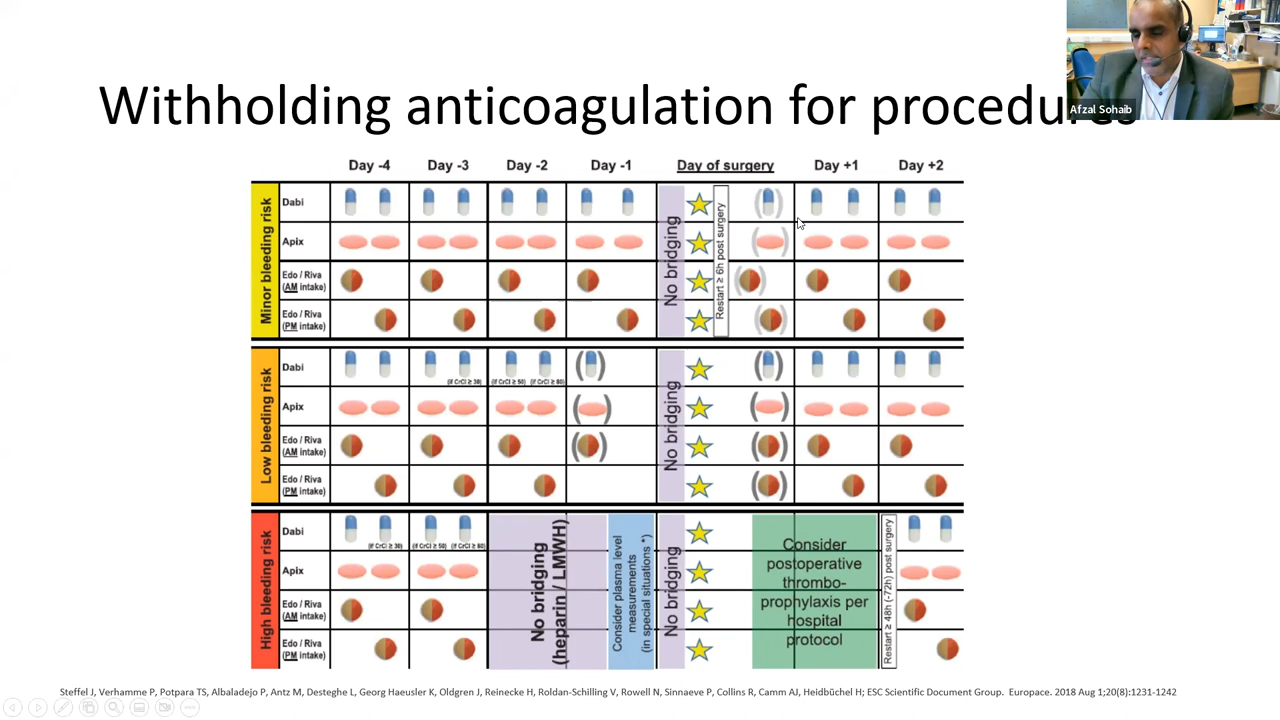 Withholding anticoagulation for procedures
Afzal Sohaib
Day -4 Day -3 Day -2 Day -1 Day of surgery Day +1 Day +2
Minor bleeding risk
Dabi
Apix
Edo / Riva
(AM intake)
Edo / Riva
(PM intake)
No bridging
Restart ≥ 6h post surgery
( )
( )
( )
( )
Low bleeding risk
Dabi
(if CrCl ≥ 30) (if CrCl ≥ 50) (if CrCl ≥ 80)
Apix
Edo / Riva
(AM intake)
Edo / Riva
(PM intake)
( )
( )
( )
No bridging
( )
( )
( )
( )
High bleeding risk
Dabi
(if CrCl ≥ 30) (if CrCl ≥ 50) (if CrCl ≥ 80)
Apix
Edo / Riva
(AM intake)
Edo / Riva
(PM intake)
No bridging
(heparin / LMWH)
Consider plasma level
measurements
(in special situations *)
No bridging
Consider
postoperative
thrombo-
prophylaxis per
hospital
protocol
Restart ≥ 48h (-72h) post surgery
Steffel J, Verhamme P, Potpara TS, Albaladejo P, Antz M, Desteghe L, Georg Haeusler K, Oldgren J, Reinecke H, Roldan-Schilling V, Rowell N, Sinnaeve P, Collins R, Camm AJ, Heidbüchel H; ESC Scientific Document Group. Europace. 2018 Aug 1;20(8):1231-1242